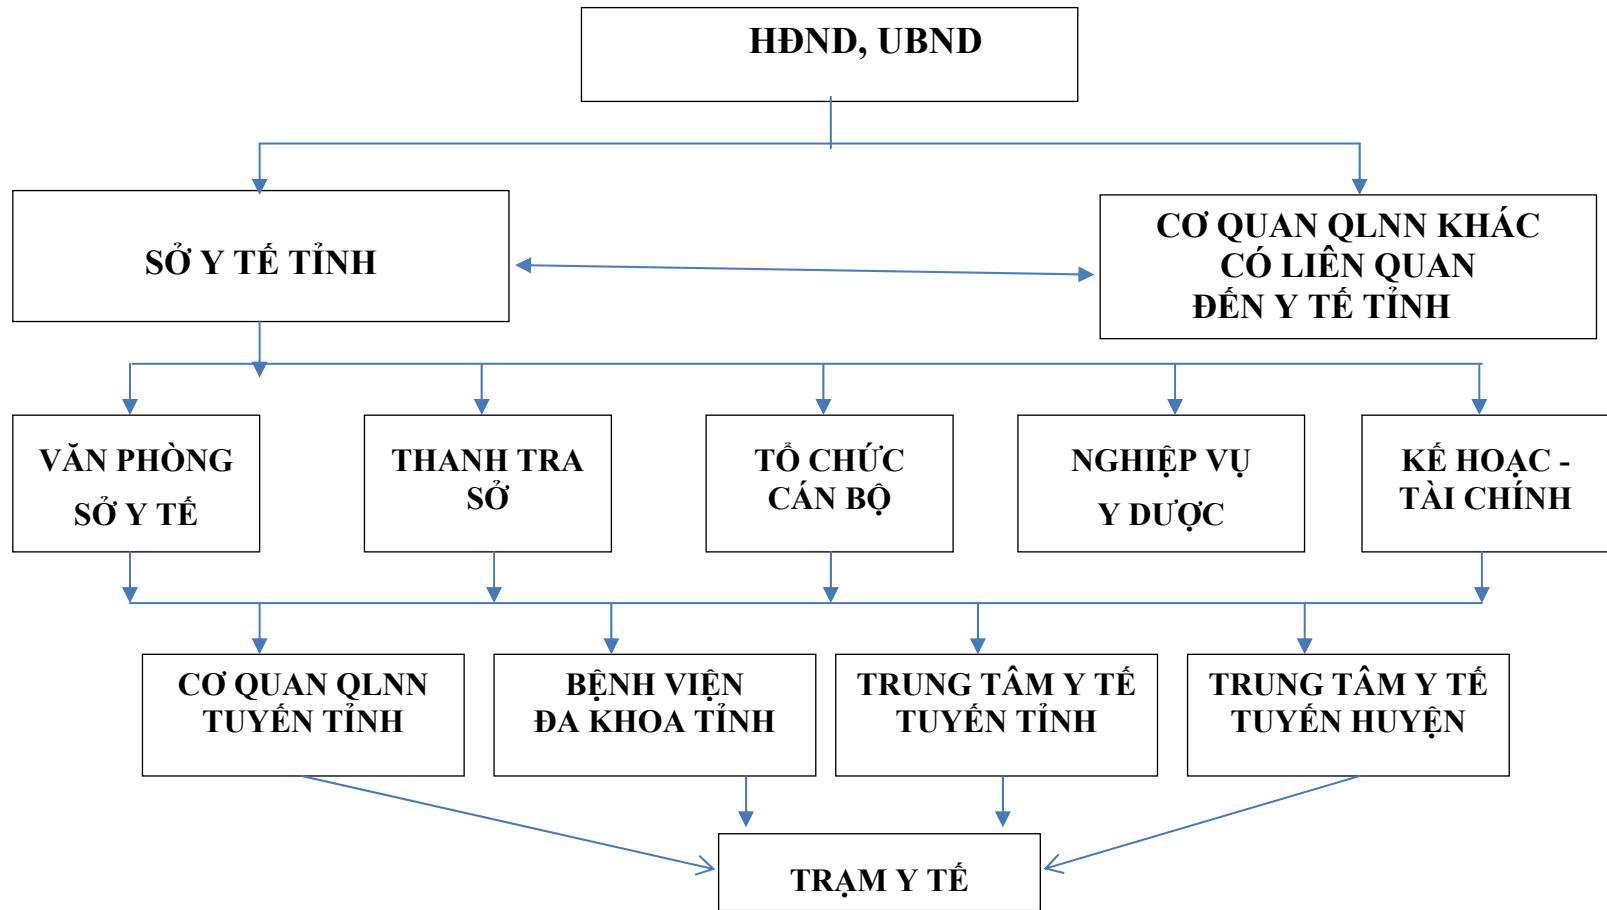 HĐND, UBND
SỞ Y TẾ TỈNH
CƠ QUAN QLNN KHÁC
CÓ LIÊN QUAN
ĐẾN Y TẾ TỈNH
VĂN PHÒNG
SỞ Y TẾ
THANH TRA
SỞ
TỔ CHỨC
CÁN BỘ
NGHIỆP VỤ
Y DƯỢC
KẾ HOẠC -
TÀI CHÍNH
CƠ QUAN QLNN
TUYẾN TỈNH
BỆNH VIỆN
ĐA KHOA TỈNH
TRUNG TÂM Y TẾ
TUYẾN TỈNH
TRUNG TÂM Y TẾ
TUYẾN HUYỆN
TRẠM Y TẾ